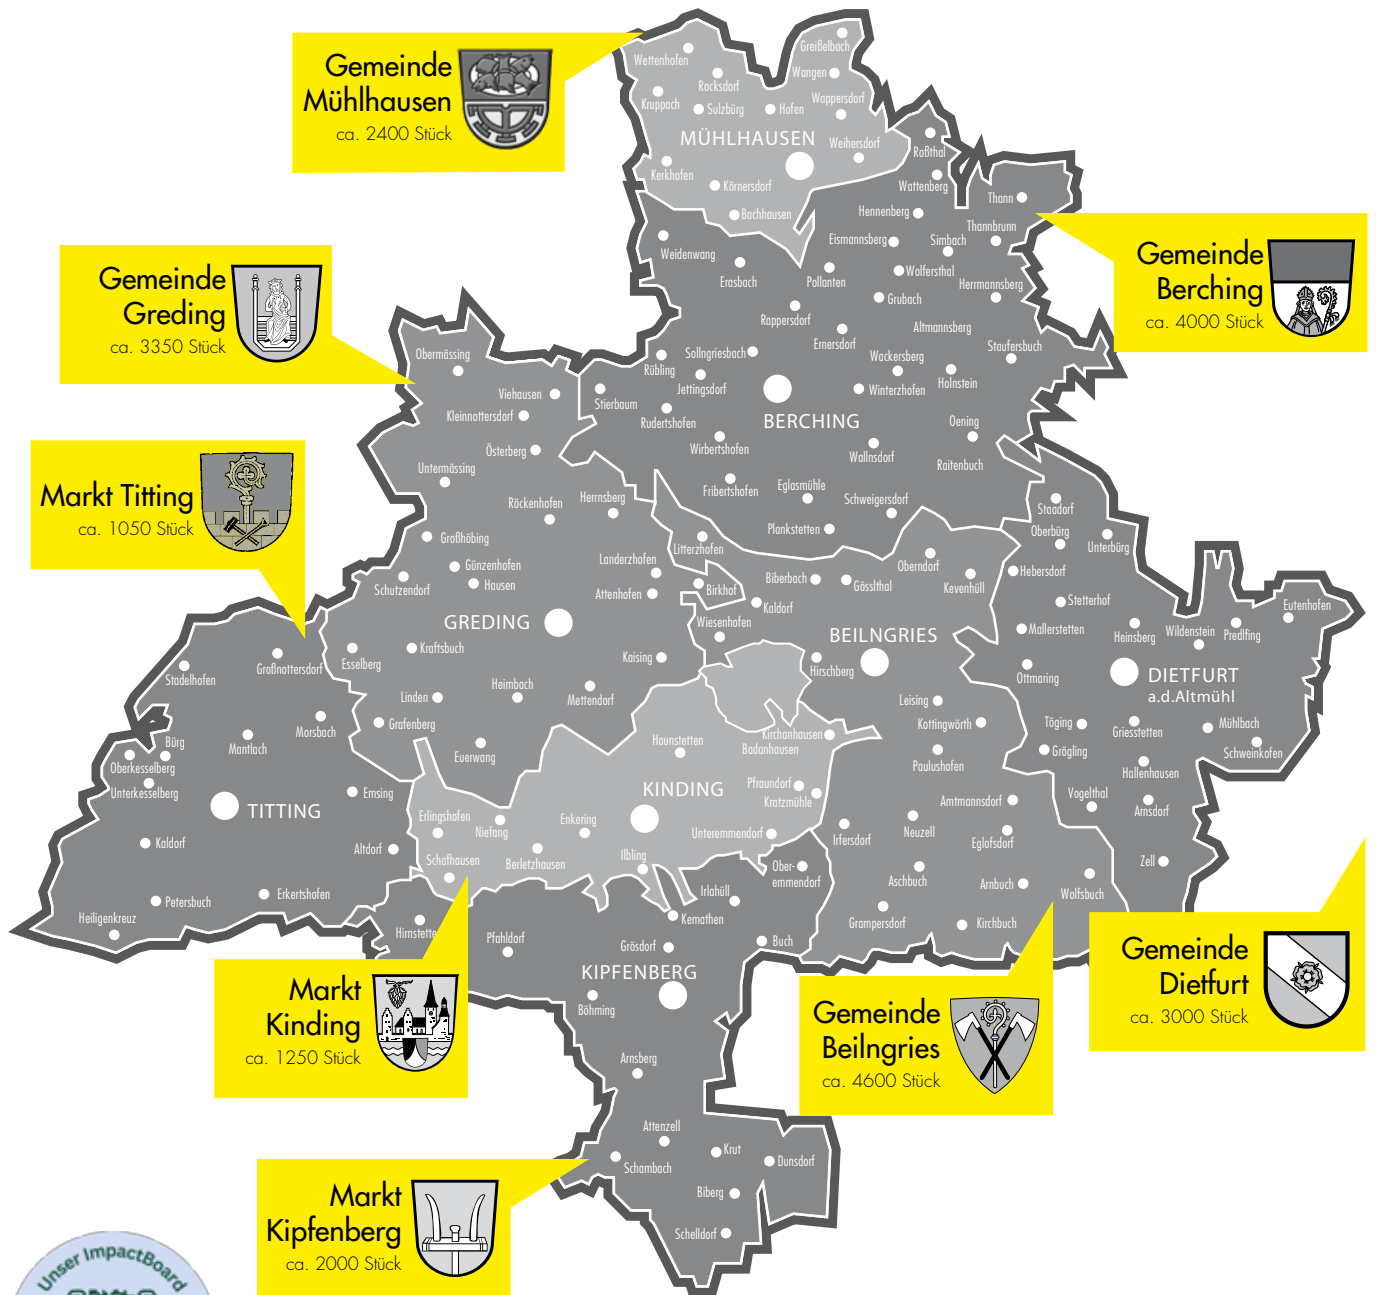 Gemeinde
Mühlhausen
ca. 2400 Stück
Greißelbach
Wettenhofen
Wangen
Rocksdorf
Kruppach
Wappersdorf
Sulzbürg
Hofen
MÜHLHAUSEN
Weihersdorf
Roßthal
Kerkhofen
Körnersdorf
Wattenberg
Thann
Bachhausen
Hennenberg
Thannbrunn
Weidenwang
Eismannsberg
Simbach
Gemeinde
Berching
ca. 4000 Stück
Erasbach
Pollanten
Wolfersthal
Herrmannsberg
Gemeinde
Greding
ca. 3350 Stück
Grubach
Rappersdorf
Altmannsberg
Ernersdorf
Staufersbuch
Obermässing
Sollngriesbach
Wackersberg
Rübling
Jettingsdorf
Holnstein
Winterzhofen
Viehausen
Stierbaum
Kleinnottersdorf
Rudertshofen
BERCHING
Oening
Österberg
Wirbertshofen
Wallnsdorf
Raitenbuch
Untermässing
Markt Titting
ca. 1050 Stück
Fribertshofen
Eglasmühle
Schweigersdorf
Röckenhofen
Herrnsberg
Staadorf
Plankstetten
Oberbürg
Großhöbing
Litterzhofen
Unterbürg
Landerzhofen
Oberndorf
Günzenhofen
Hebersdorf
Hausen
Biberbach
Gösslthal
Schutzendorf
Attenhofen
Birkhof
Kevenhüll
Kaldorf
Stetterhof
Eutenhofen
GREDING
Wiesenhofen
BEILNGRIES
Mallerstetten
Heinsberg
Wildenstein
Predlfing
Kraftsbuch
Kaising
Esselberg
Großnottersdorf
Hirschberg
Ottmaring
DIETFURT
a.d.Altmühl
Stadelhofen
Heimbach
Linden
Mettendorf
Leising
Grafenberg
Kottingwörth
Töging
Griesstetten
Mühlbach
Morsbach
Kirchanhausen
Badanhausen
Mantlach
Bürg
Haunstetten
Grögling
Schweinkofen
Euerwang
Oberkesselberg
Paulushofen
Hallenhausen
Unterkesselberg
KINDING
Pfraundorf
Kratzmühle
Emsing
Vogelthal
Amtmannsdorf
Arnsdorf
TITTING
Erlingshofen
Niefang
Enkering
Unteremmendorf
Neuzell
Irfersdorf
Eglofsdorf
Kaldorf
Altdorf
Schafhausen
Berletzhausen
Ilbling
Ober-
emmendorf
Zell
Aschbuch
Arnbuch
Wolfsbuch
Petersbuch
Erkertshofen
Irlahüll
Kemathen
Heiligenkreuz
Grampersdorf
Kirchbuch
Pfahldorf
Grösdorf
Buch
Gemeinde
Dietfurt
ca. 3000 Stück
KIPFENBERG
Markt
Kinding
ca. 1250 Stück
Böhming
Gemeinde
Beilngries
ca. 4600 Stück
Arnsberg
Attenzell
Krut
Schambach
Dunsdorf
Biberg
Markt
Kipfenberg
ca. 2000 Stück
Schelldorf
Unser ImpactBoard